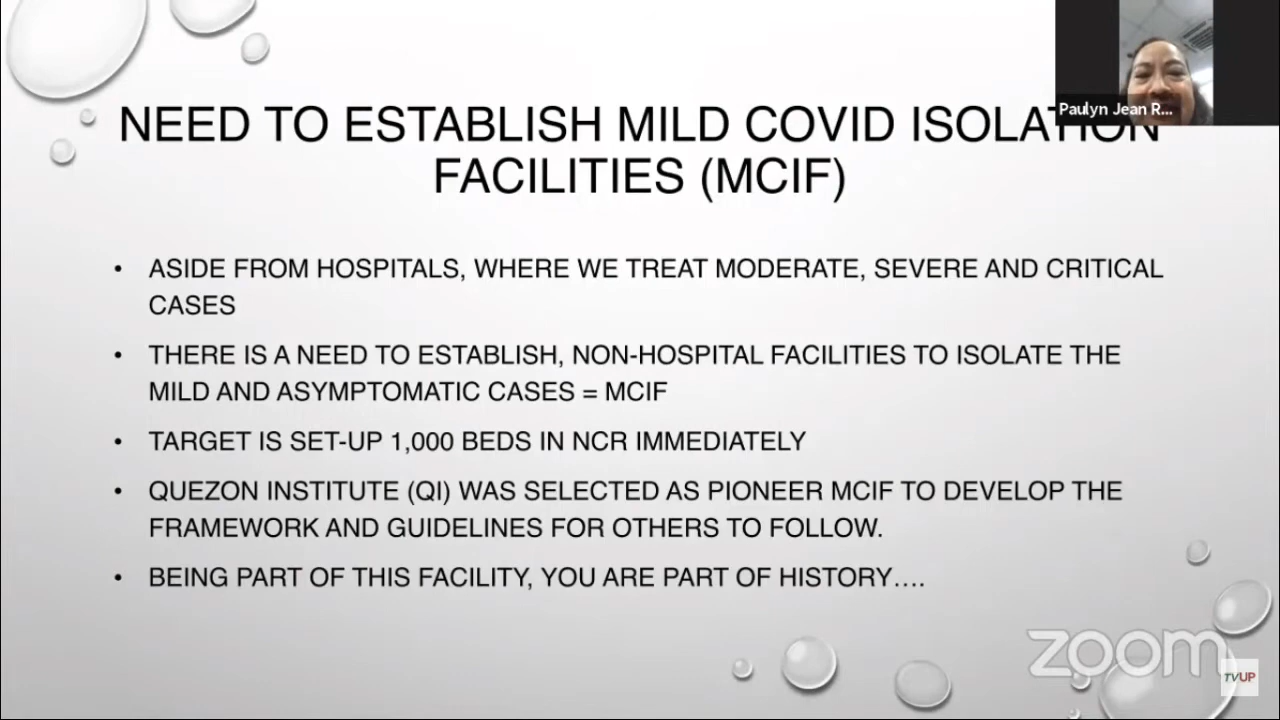 Paulyn Jean R...
NEED TO ESTABLISH MILD COVID ISOLATION
FACILITIES (MCIF)
• ASIDE FROM HOSPITALS, WHERE WE TREAT MODERATE, SEVERE AND CRITICAL
CASES
• THERE IS A NEED TO ESTABLISH, NON-HOSPITAL FACILITIES TO ISOLATE THE
MILD AND ASYMPTOMATIC CASES = MCIF
• TARGET IS SET-UP 1,000 BEDS IN NCR IMMEDIATELY
• QUEZON INSTITUTE (QI) WAS SELECTED AS PIONEER MCIF TO DEVELOP THE
FRAMEWORK AND GUIDELINES FOR OTHERS TO FOLLOW.
• BEING PART OF THIS FACILITY, YOU ARE PART OF HISTORY....
zoom
TVUP